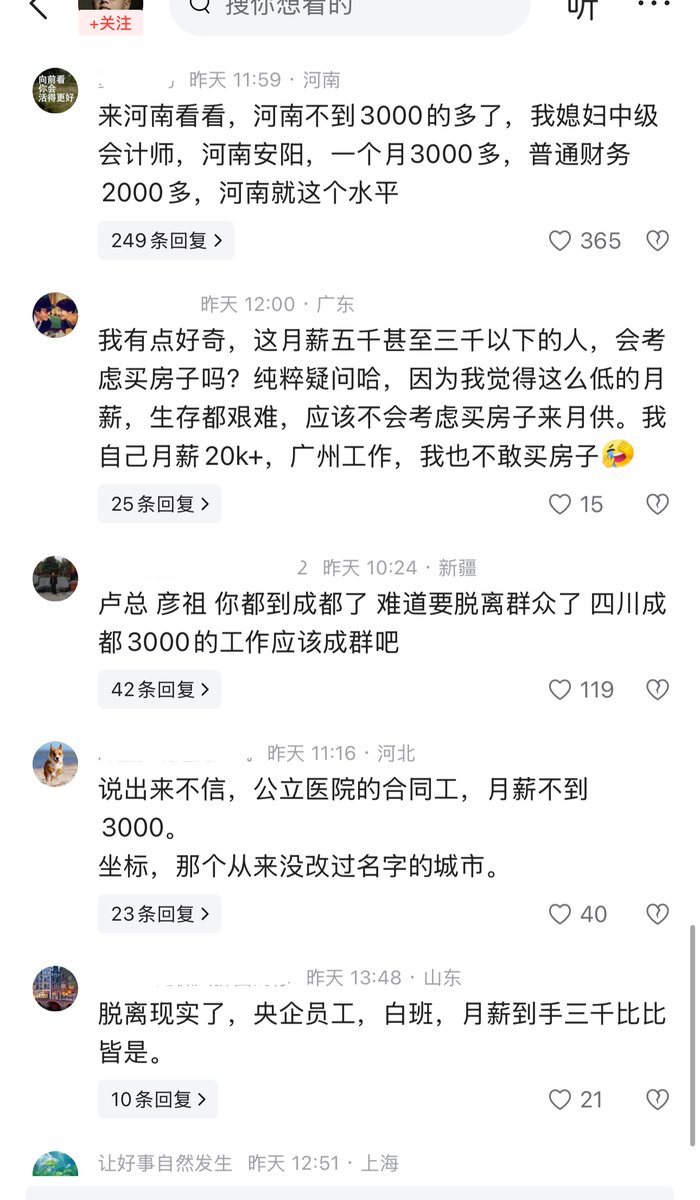 +关注
听
向前看
你会
活得更好
昨天 11:59 · 河南
来河南看看，河南不到3000的多了，我媳妇中级
会计师，河南安阳，一个月3000多，普通财务
2000多，河南就这个水平
249条回复 >
365
昨天 12:00 · 广东
我有点好奇，这月薪五千甚至三千以下的人，会考
虑买房子吗？纯粹疑问哈，因为我觉得这么低的月
薪，生存都艰难，应该不会考虑买房子来月供。我
自己月薪20k+，广州工作，我也不敢买房子🤣
25条回复 >
15
2 昨天 10:24 · 新疆
卢总 彦祖 你都到成都了 难道要脱离群众了 四川成
都3000的工作应该成群吧
42条回复 >
119
昨天 11:16 · 河北
说出来不信，公立医院的合同工，月薪不到
3000。
坐标，那个从来没改过名字的城市。
23条回复 >
40
昨天 13:48 · 山东
脱离现实了，央企员工，白班，月薪到手三千比比
皆是。
10条回复 >
21
让好事自然发生 昨天 12:51 · 上海